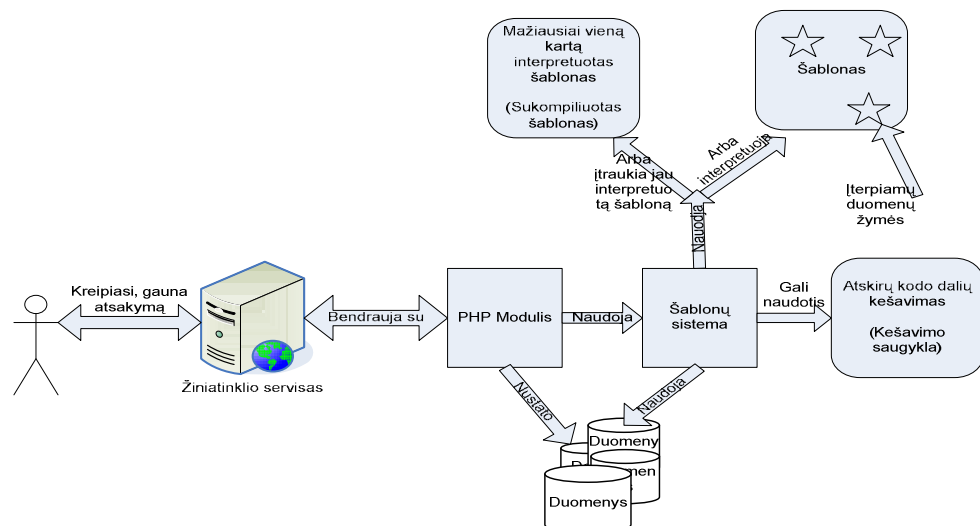 Mažiausiai vieną
kartą
interpretuotas
šablonas
(Sukompiliuotas
šablonas)
Šablonas
Arba
įtraukia jau
interpretuo
tą šabloną
Arba
interpretuoja
Įterpiamų
duomenų
žymės
Naudoja
Kreipiasi, gauna
atsakymą
Žiniatinklio servisas
Bendrauja su
PHP Modulis
Naudoja
Šablonų
sistema
Gali
naudotis
Atskirų kodo dalių
kešavimas
(Kešavimo
saugykla)
Nustato
Naudoja
Duomeny
Duomenys